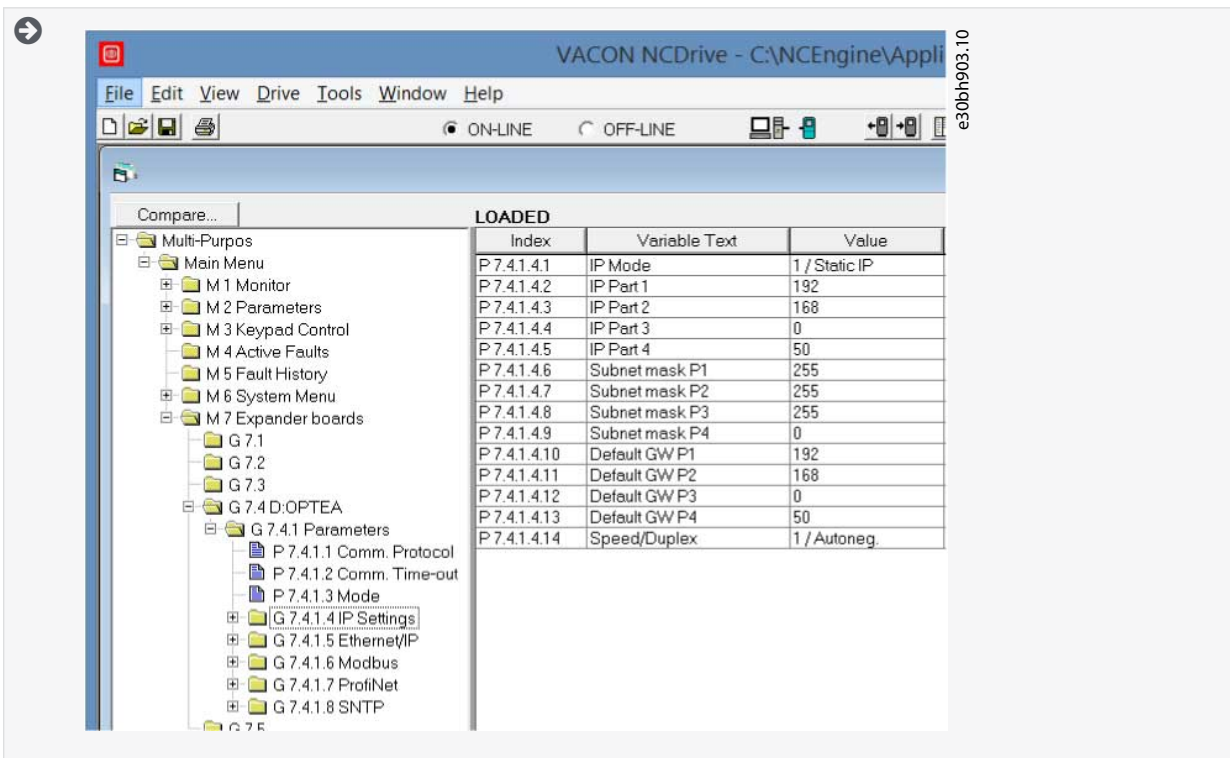 VACON NCDrive - C:\NCEngine\Appli
e30bh903.10
File Edit View Drive Tools Window Help
ON-LINE OFF-LINE
Compare...
LOADED
Multi-Purpos
Main Menu
M 1 Monitor
M 2 Parameters
M 3 Keypad Control
M 4 Active Faults
M 5 Fault History
M 6 System Menu
M 7 Expander boards
G 7.1
G 7.2
G 7.3
G 7.4 D:OPTEA
G 7.4.1 Parameters
P 7.4.1.1 Comm. Protocol
P 7.4.1.2 Comm. Time-out
P 7.4.1.3 Mode
G 7.4.1.4 IP Settings
G 7.4.1.5 Ethernet/IP
G 7.4.1.6 Modbus
G 7.4.1.7 ProfiNet
G 7.4.1.8 SNTP
G 7.5
Index Variable Text Value
P 7.4.1.4.1 IP Mode 1 / Static IP
P 7.4.1.4.2 IP Part 1 192
P 7.4.1.4.3 IP Part 2 168
P 7.4.1.4.4 IP Part 3 0
P 7.4.1.4.5 IP Part 4 50
P 7.4.1.4.6 Subnet mask P1 255
P 7.4.1.4.7 Subnet mask P2 255
P 7.4.1.4.8 Subnet mask P3 255
P 7.4.1.4.9 Subnet mask P4 0
P 7.4.1.4.10 Default GW P1 192
P 7.4.1.4.11 Default GW P2 168
P 7.4.1.4.12 Default GW P3 0
P 7.4.1.4.13 Default GW P4 50
P 7.4.1.4.14 Speed/Duplex 1 / Autoneg.